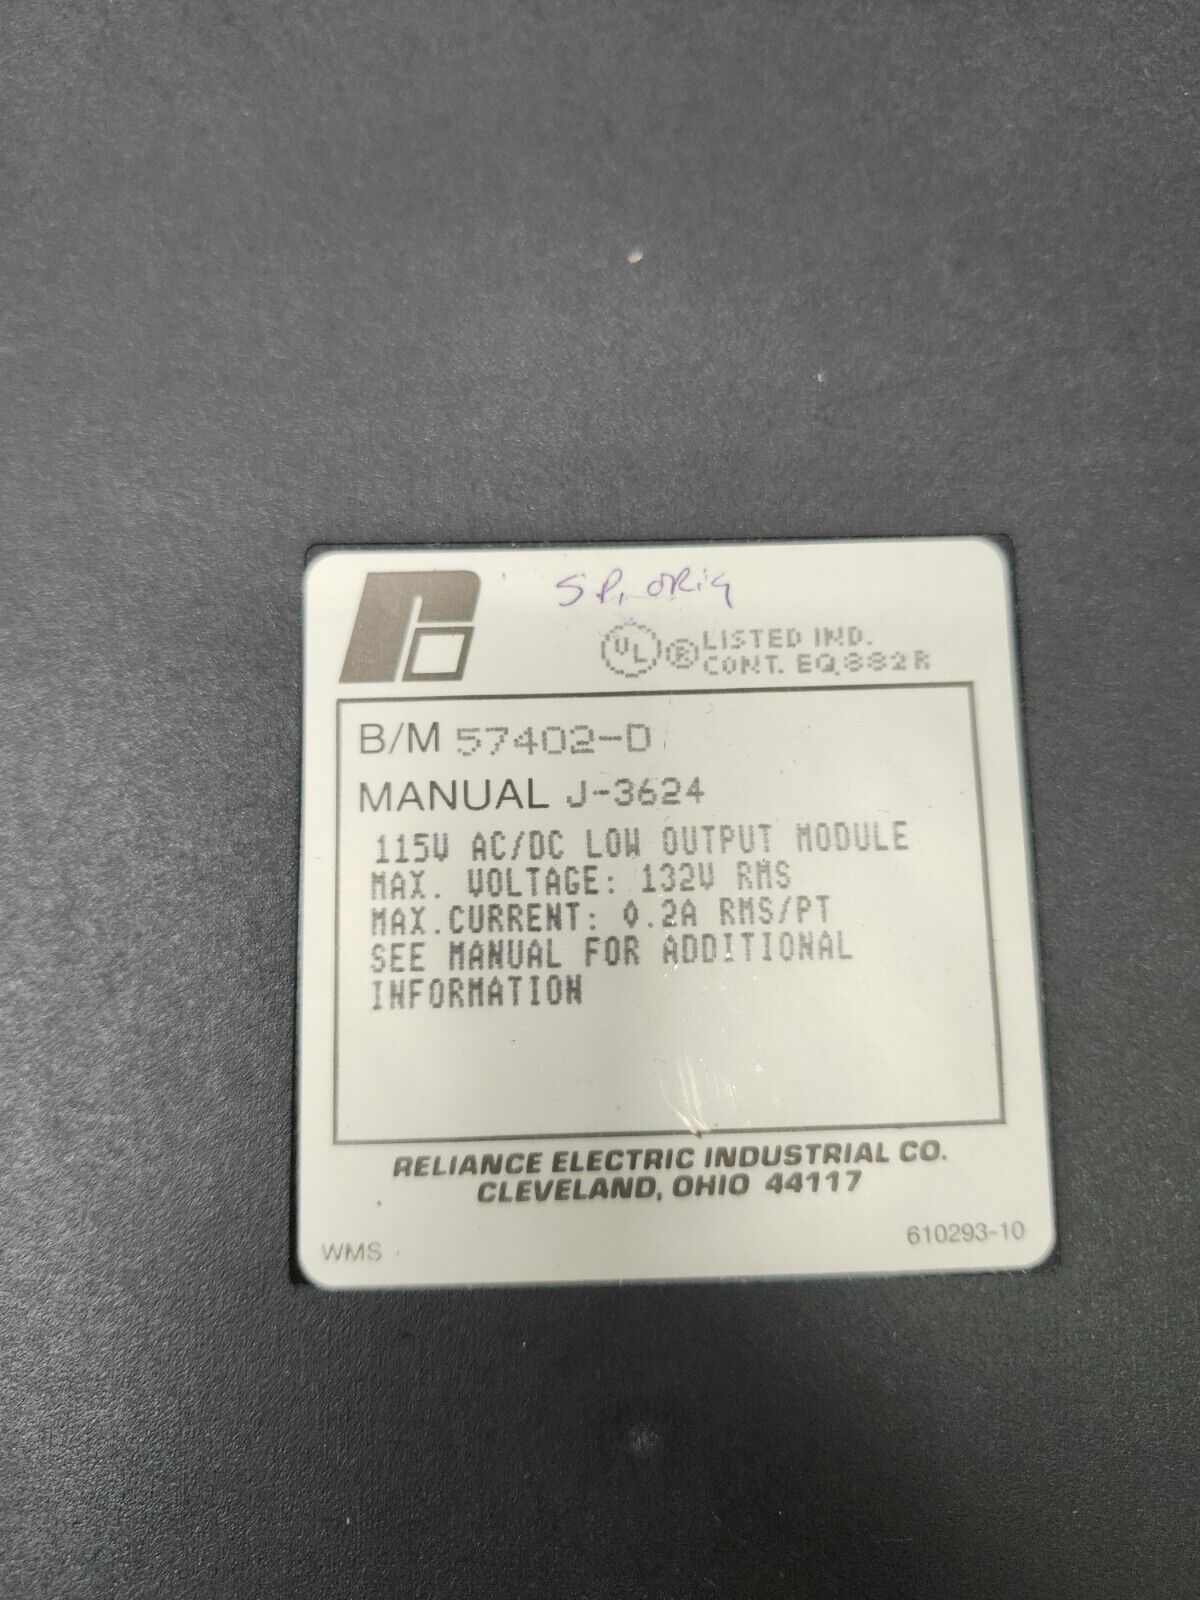 S P. ORig
UL ® LISTED IND.
CONT. EQ.882R
B/M 57402-D
MANUAL J-3624
115V AC/DC LOW OUTPUT MODULE
MAX. VOLTAGE: 132V RMS
MAX.CURRENT: 0.2A RMS/PT
SEE MANUAL FOR ADDITIONAL
INFORMATION
RELIANCE ELECTRIC INDUSTRIAL CO.
CLEVELAND, OHIO 44117
WMS
610293-10